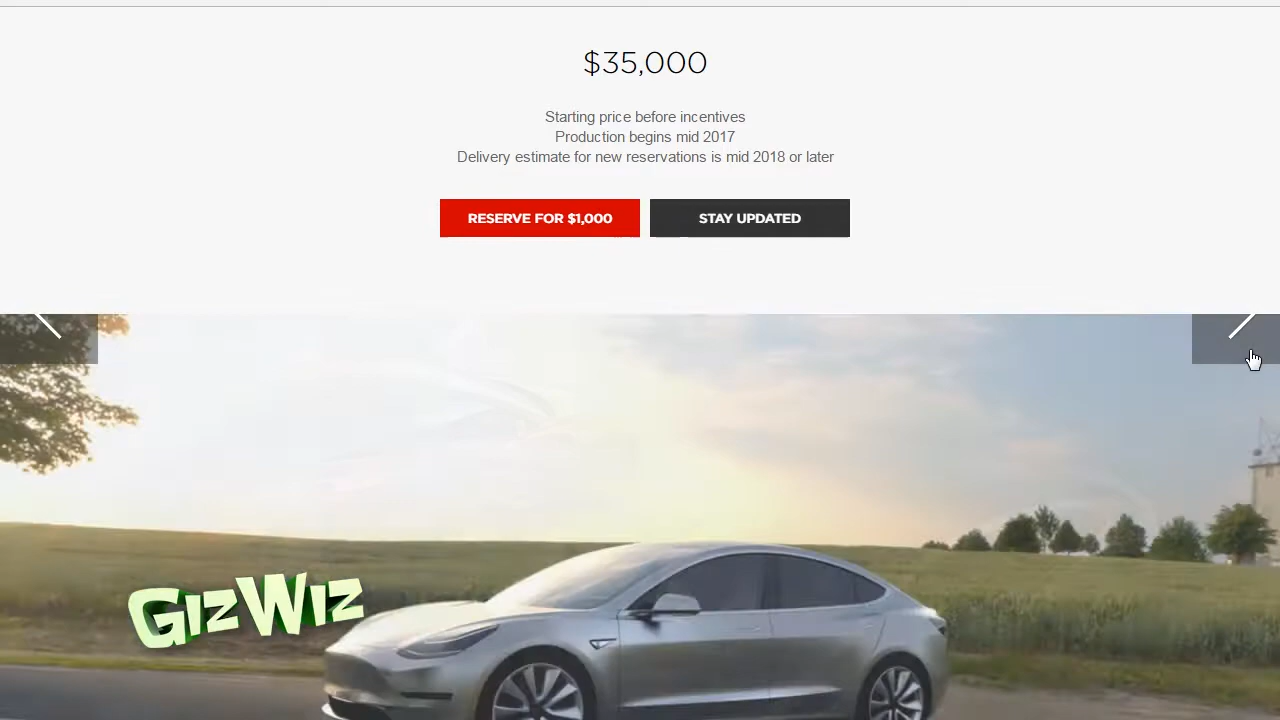 $35,000
Starting price before incentives
Production begins mid 2017
Delivery estimate for new reservations is mid 2018 or later
RESERVE FOR $1,000
STAY UPDATED
GIZWIZ